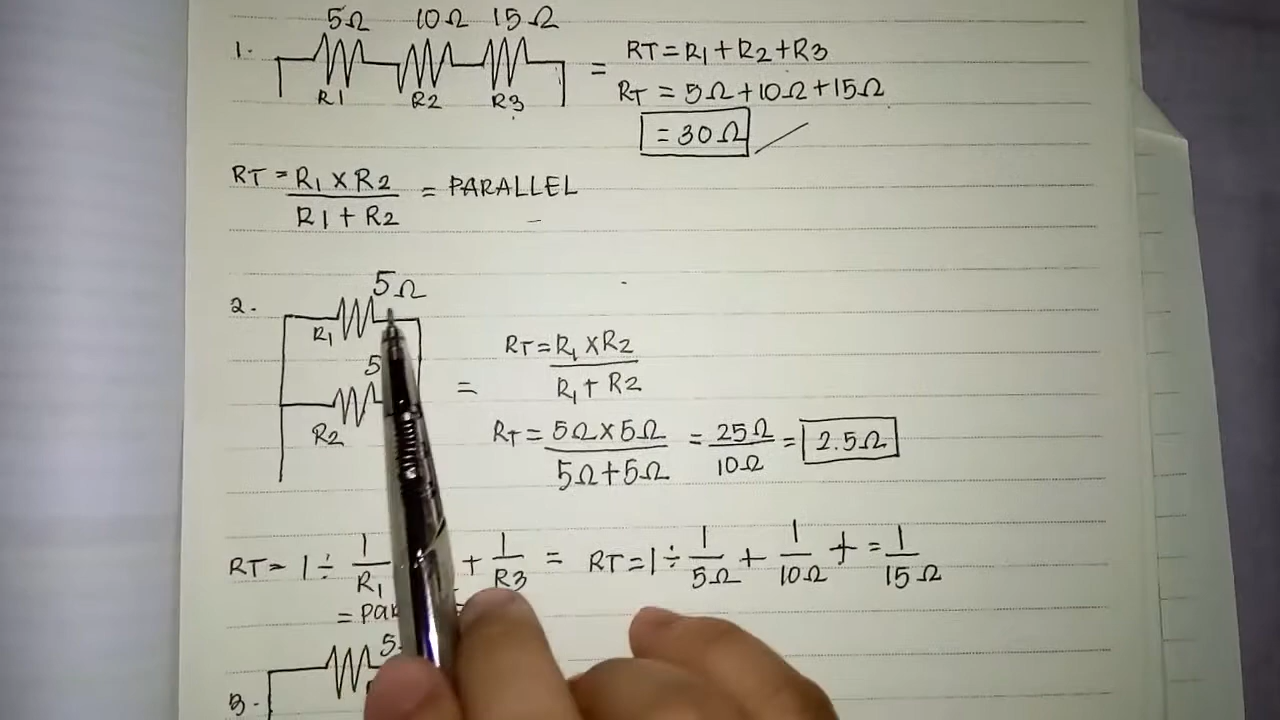 5Ω 10Ω 15Ω
1.
R1 R2 R3
= RT = R1 + R2 + R3
RT = 5Ω + 10Ω + 15Ω
= 30Ω
RT = R1 X R2 / R1 + R2 = PARALLEL
2.
5Ω
R1
5
R2
= RT = R1 X R2 / R1 + R2
RT = 5Ω X 5Ω / 5Ω + 5Ω = 25Ω / 10Ω = 2.5Ω
RT = 1 ÷ 1/R1 + 1/R3 = RT = 1 ÷ 1/5Ω + 1/10Ω + = 1/15Ω
=
5
3.